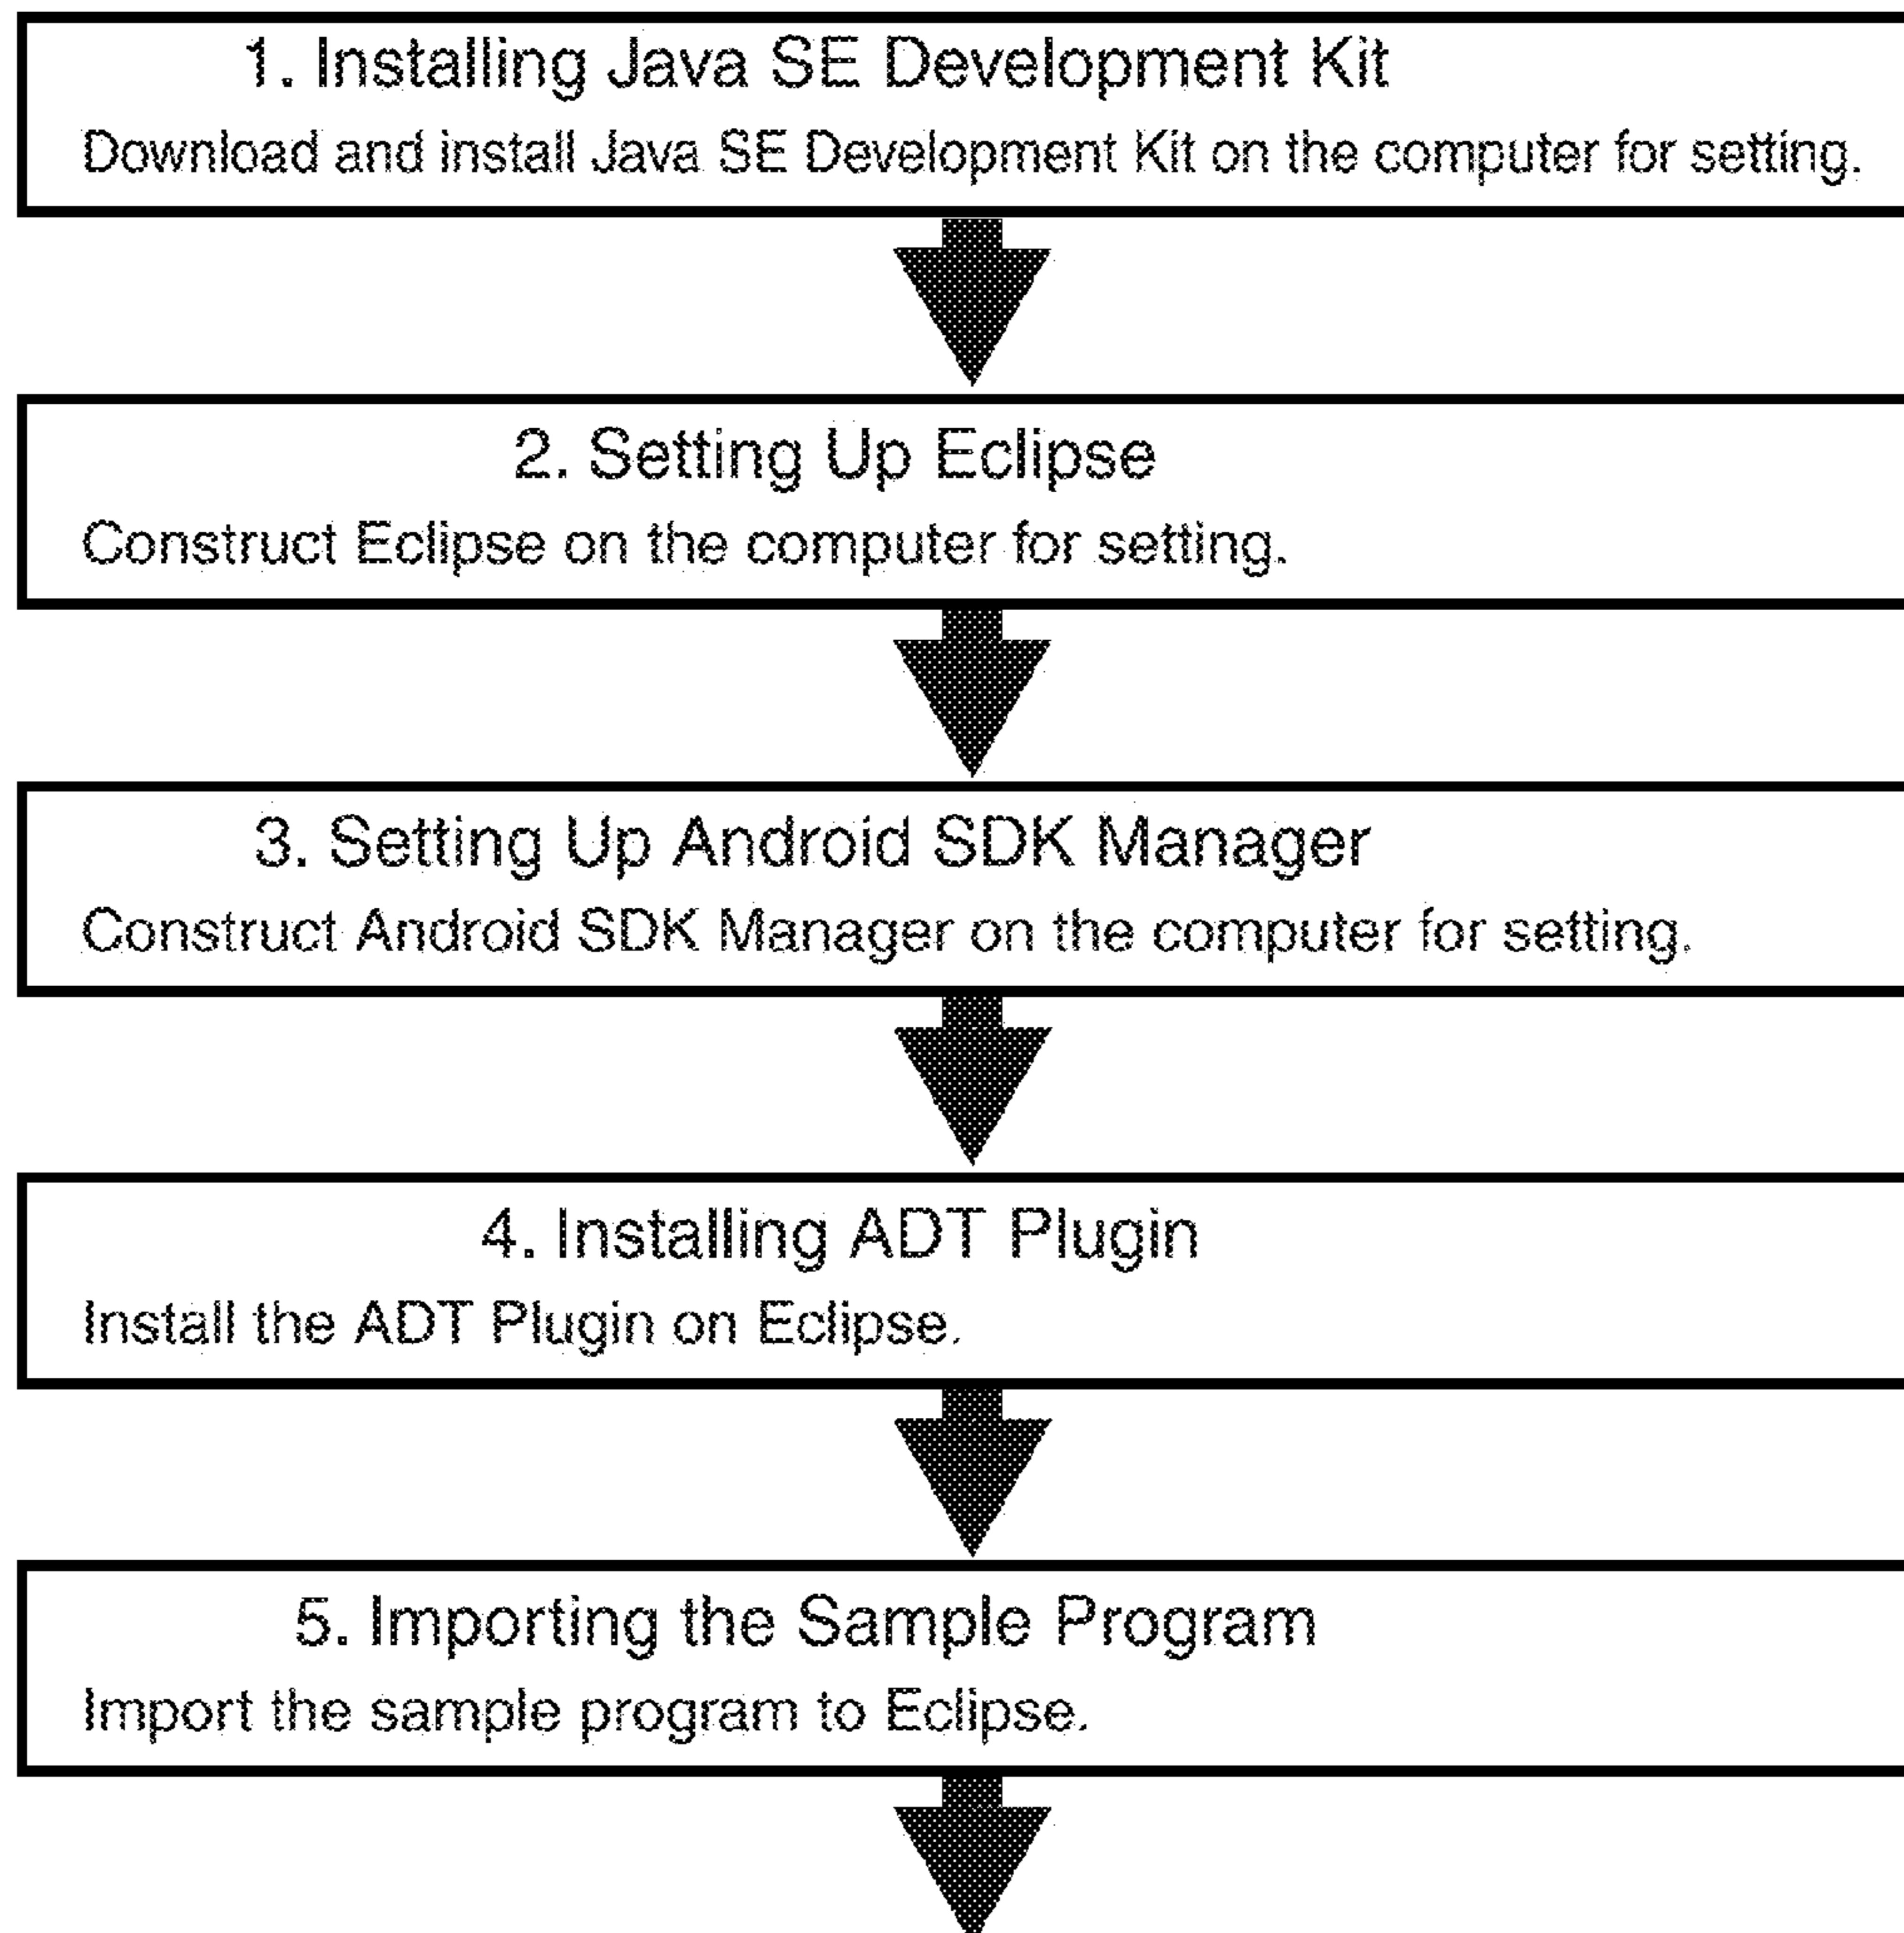 1. Installing Java SE Development Kit
Download and install Java SE Development Kit on the computer for setting.
2. Setting Up Eclipse
Construct Eclipse on the computer for setting.
3. Setting Up Android SDK Manager
Construct Android SDK Manager on the computer for setting.
4. Installing ADT Plugin
Install the ADT Plugin on Eclipse.
5. Importing the Sample Program
Import the sample program to Eclipse.